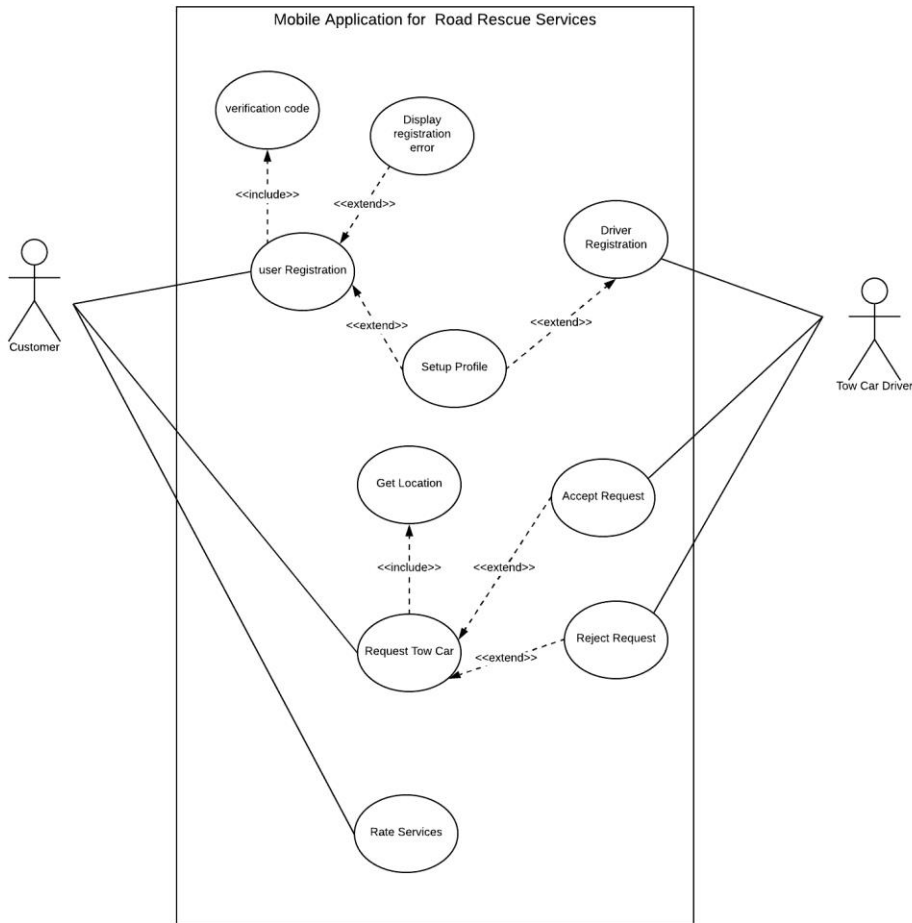 Mobile Application for Road Rescue Services
verification code
Display
registration
error
<<include>>
<<extend>>
Driver
Registration
user Registration
Customer
<<extend>>
<<extend>>
Setup Profile
Tow Car Driver
Get Location
Accept Request
<<include>>
<<extend>>
Request Tow Car
<<extend>>
Reject Request
Rate Services